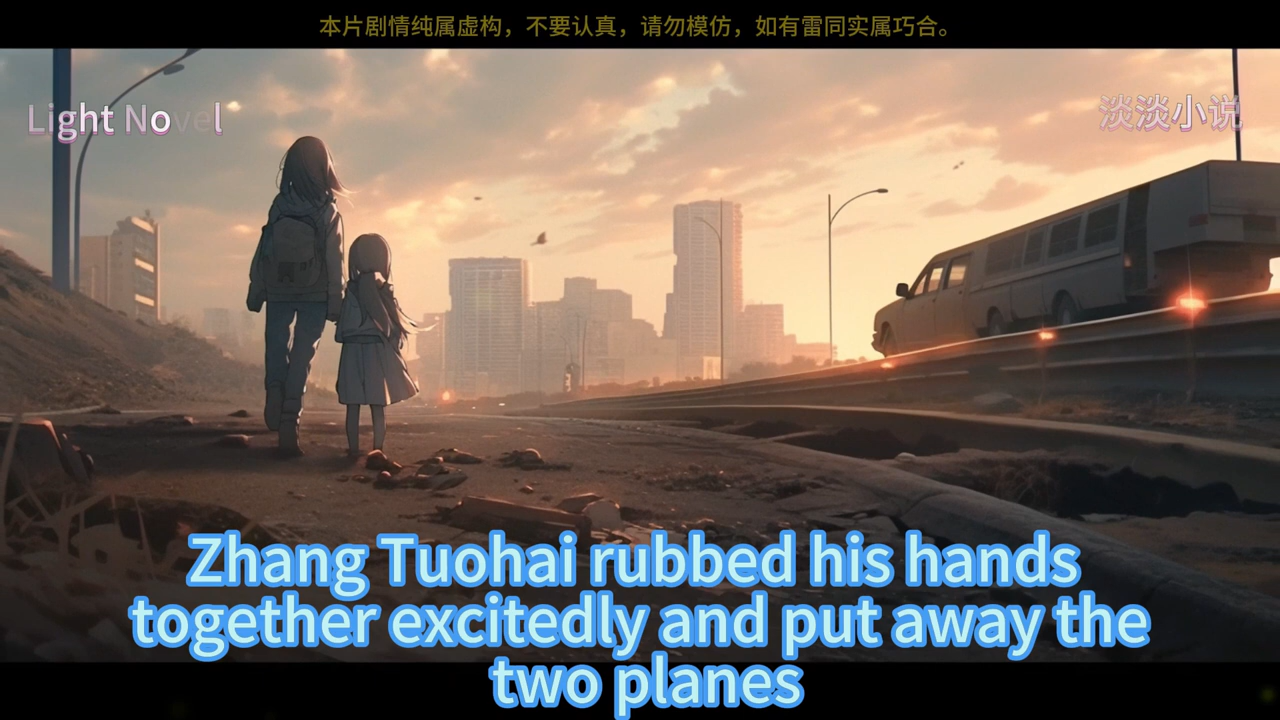 本片剧情纯属虚构，不要认真，请勿模仿，如有雷同实属巧合。
Light Novel
淡淡小说
Zhang Tuohai rubbed his hands
together excitedly and put away the
two planes